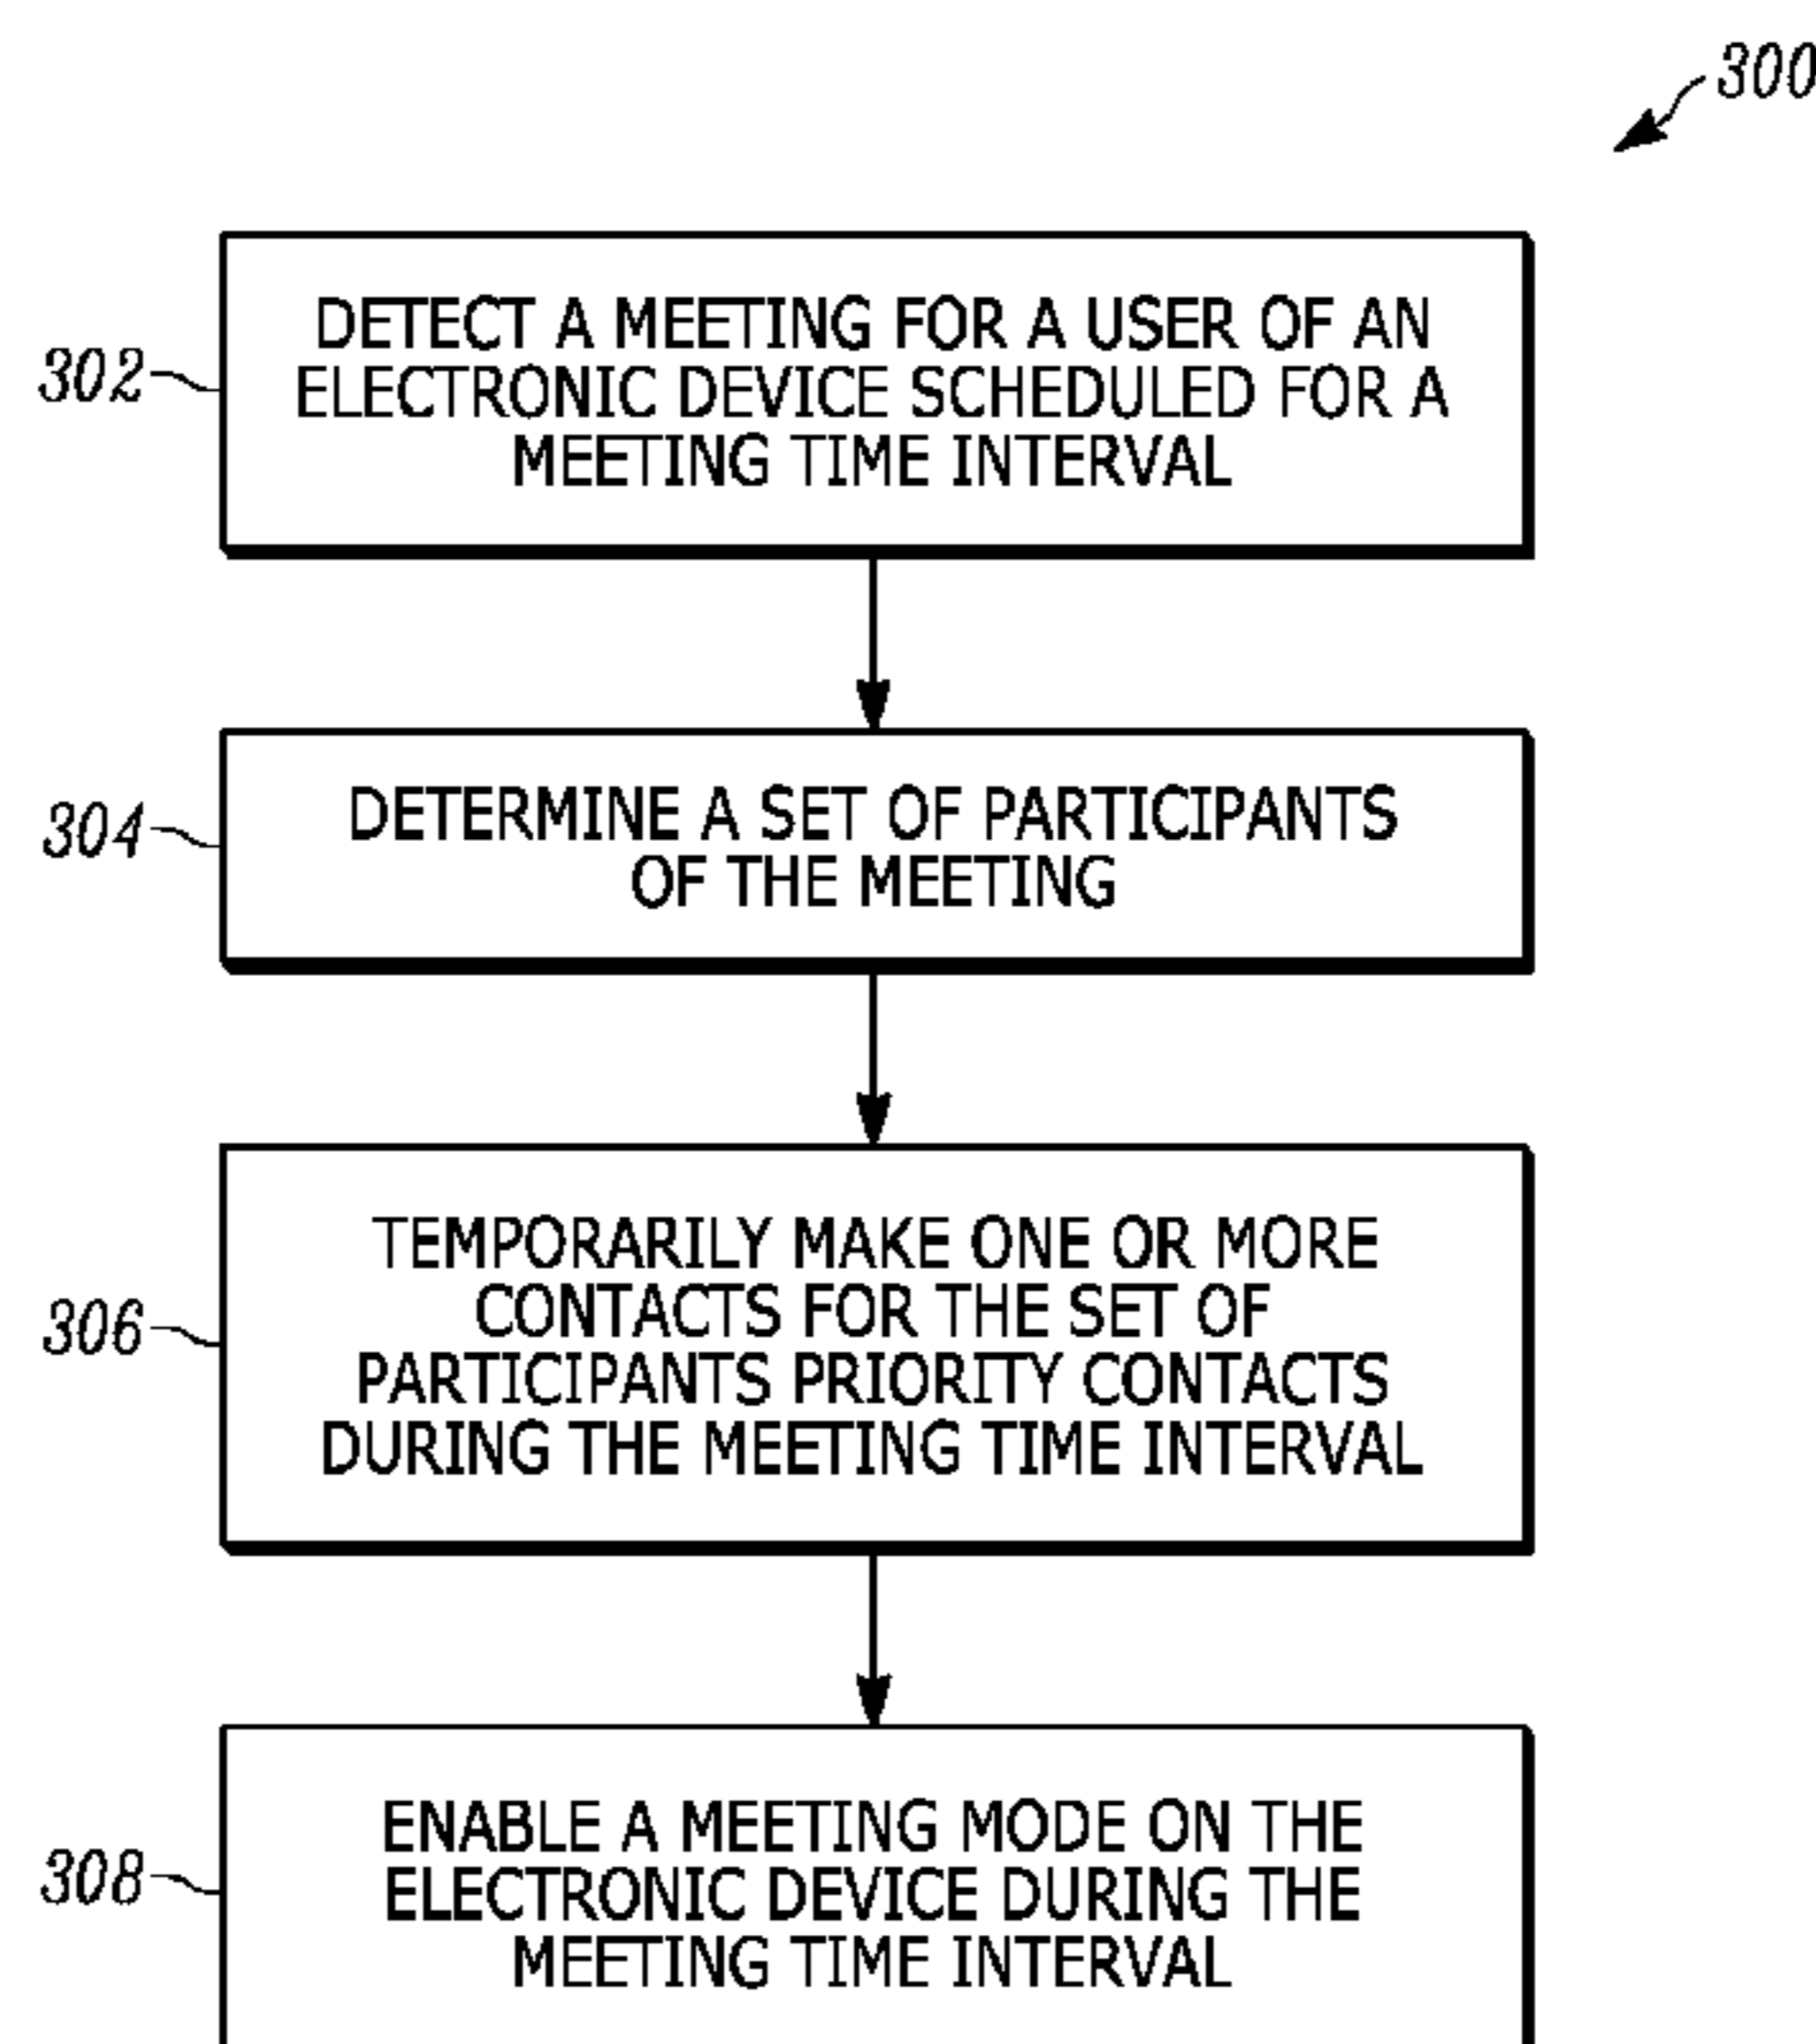 300
302
DETECT A MEETING FOR A USER OF AN
ELECTRONIC DEVICE SCHEDULED FOR A
MEETING TIME INTERVAL
304
DETERMINE A SET OF PARTICIPANTS
OF THE MEETING
306
TEMPORARILY MAKE ONE OR MORE
CONTACTS FOR THE SET OF
PARTICIPANTS PRIORITY CONTACTS
DURING THE MEETING TIME INTERVAL
308
ENABLE A MEETING MODE ON THE
ELECTRONIC DEVICE DURING THE
MEETING TIME INTERVAL